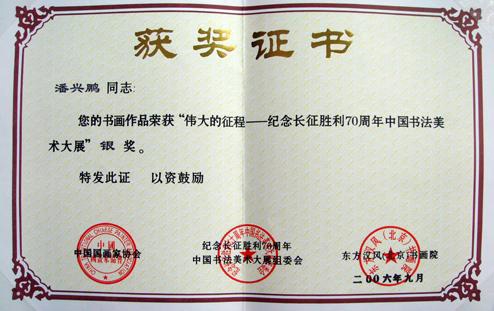 获奖证书
潘兴鹏 同志:
您的书画作品荣获“伟大的征程——纪念长征胜利70周年中国书法美
术大展”银奖。
特发此证 以资鼓励
中国国画家协会
纪念长征胜利70周年
中国书法美术大展组委会
东方汉风(北京)书画院
二00六年九月